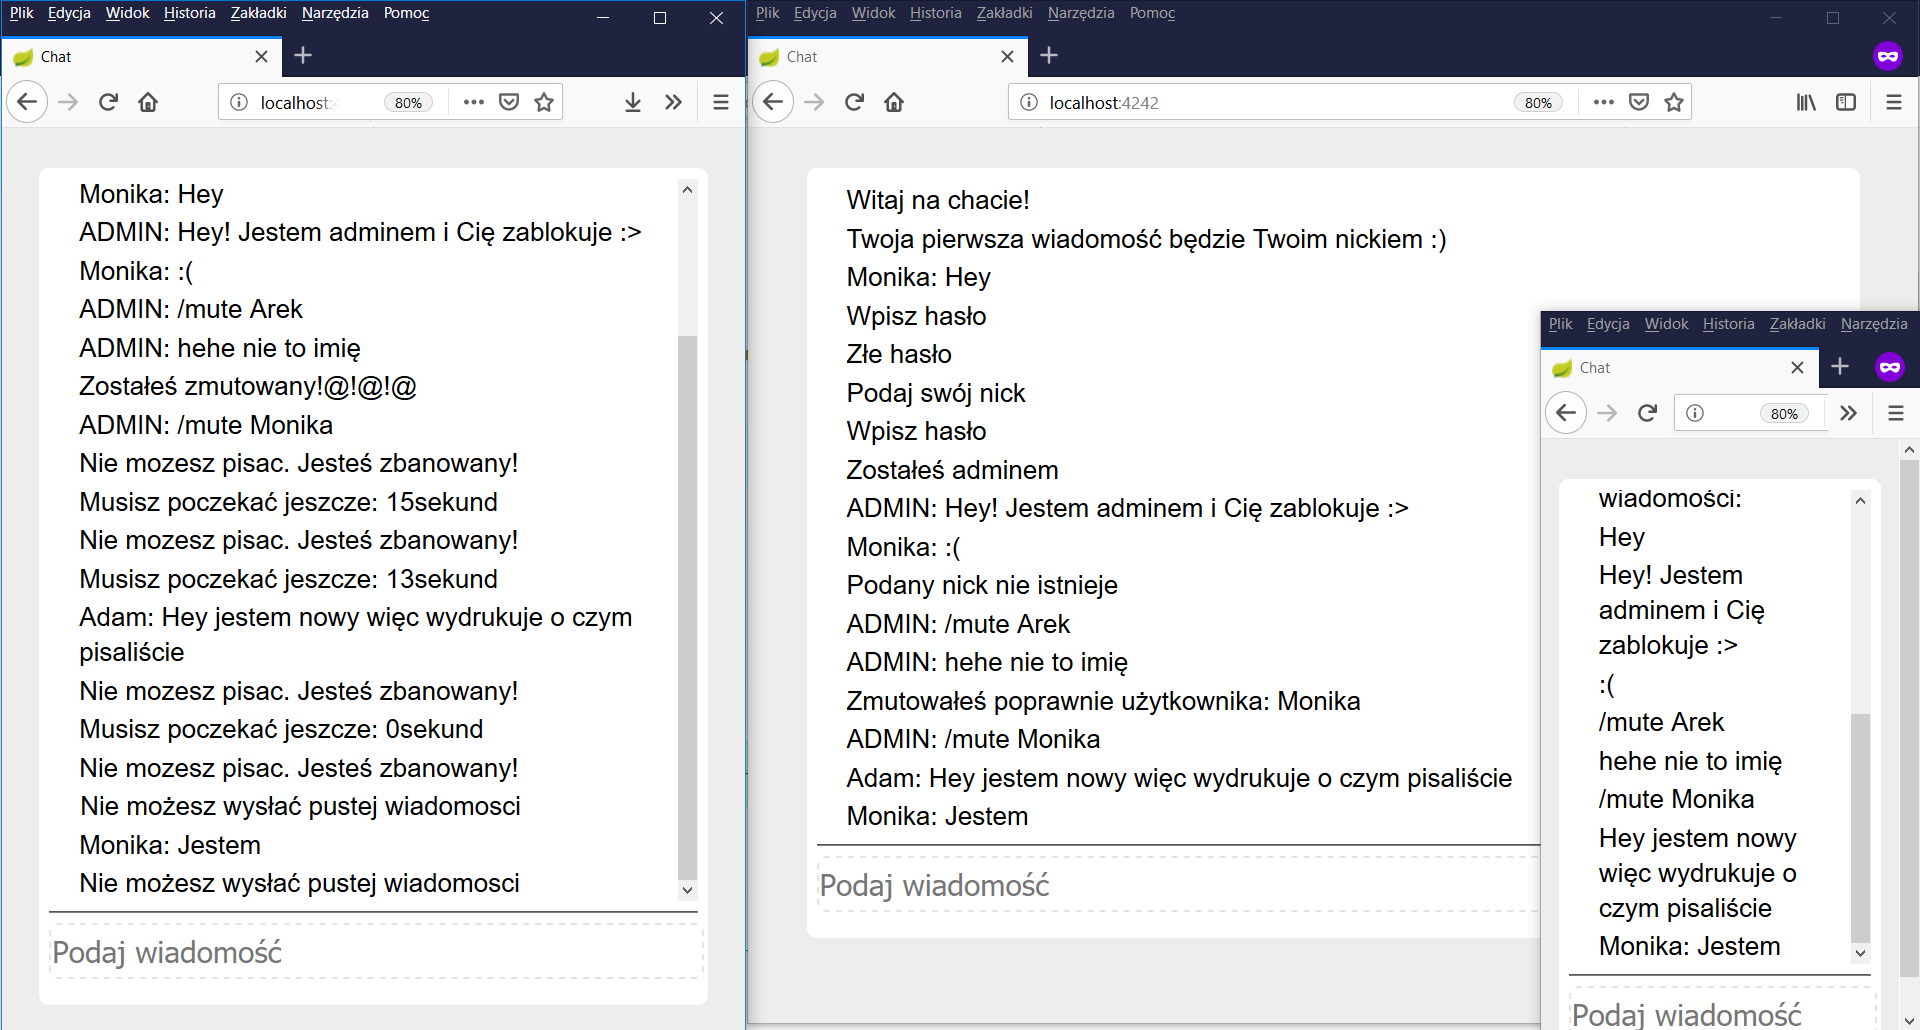 Plik Edycja Widok Historia Zakładki Narzędzia Pomoc
Chat
localhost:4
80%
Monika: Hey
ADMIN: Hey! Jestem adminem i Cię zablokuje :>
Monika: :(
ADMIN: /mute Arek
ADMIN: hehe nie to imię
Zostałeś zmutowany!@!@!@
ADMIN: /mute Monika
Nie mozesz pisac. Jesteś zbanowany!
Musisz poczekać jeszcze: 15sekund
Nie mozesz pisac. Jesteś zbanowany!
Musisz poczekać jeszcze: 13sekund
Adam: Hey jestem nowy więc wydrukuje o czym
pisaliście
Nie mozesz pisac. Jesteś zbanowany!
Musisz poczekać jeszcze: 0sekund
Nie mozesz pisac. Jesteś zbanowany!
Nie możesz wysłać pustej wiadomosci
Monika: Jestem
Nie możesz wysłać pustej wiadomosci
Podaj wiadomość
Plik Edycja Widok Historia Zakładki Narzędzia Pomoc
Chat
localhost:4242
80%
Witaj na chacie!
Twoja pierwsza wiadomość będzie Twoim nickiem :)
Monika: Hey
Wpisz hasło
Złe hasło
Podaj swój nick
Wpisz hasło
Zostałeś adminem
ADMIN: Hey! Jestem adminem i Cię zablokuje :>
Monika: :(
Podany nick nie istnieje
ADMIN: /mute Arek
ADMIN: hehe nie to imię
Zmutowałeś poprawnie użytkownika: Monika
ADMIN: /mute Monika
Adam: Hey jestem nowy więc wydrukuje o czym pisaliście
Monika: Jestem
Podaj wiadomość
Plik Edycja Widok Historia Zakładki Narzędzia
Chat
80%
wiadomości:
Hey
Hey! Jestem
adminem i Cię
zablokuje :>
:(
/mute Arek
hehe nie to imię
/mute Monika
Hey jestem nowy
więc wydrukuje o
czym pisaliście
Monika: Jestem
Podaj wiadomość